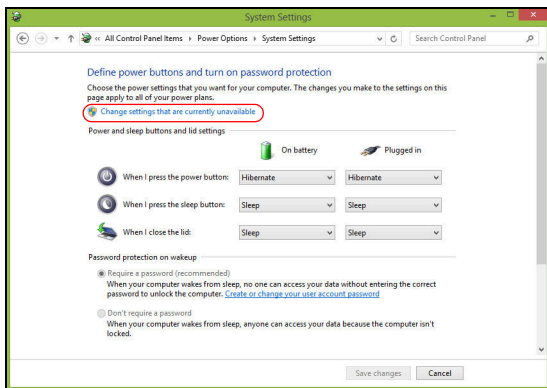 System Settings
« All Control Panel Items › Power Options › System Settings
Search Control Panel
Define power buttons and turn on password protection
Choose the power settings that you want for your computer. The changes you make to the settings on this
page apply to all of your power plans.
Change settings that are currently unavailable
Power and sleep buttons and lid settings
On battery Plugged in
When I press the power button: Hibernate Hibernate
When I press the sleep button: Sleep Sleep
When I close the lid: Sleep Sleep
Password protection on wakeup
Require a password (recommended)
When your computer wakes from sleep, no one can access your data without entering the correct
password to unlock the computer. Create or change your user account password
Don't require a password
When your computer wakes from sleep, anyone can access your data because the computer isn't
locked.
Save changes Cancel